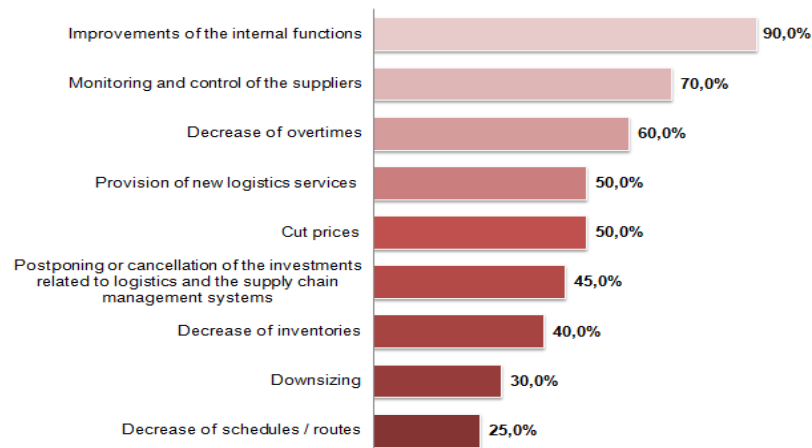 Improvements of the internal functions 90,0%
Monitoring and control of the suppliers 70,0%
Decrease of overtimes 60,0%
Provision of new logistics services 50,0%
Cut prices 50,0%
Postponing or cancellation of the investments
related to logistics and the supply chain 45,0%
management systems
Decrease of inventories 40,0%
Downsizing 30,0%
Decrease of schedules / routes 25,0%